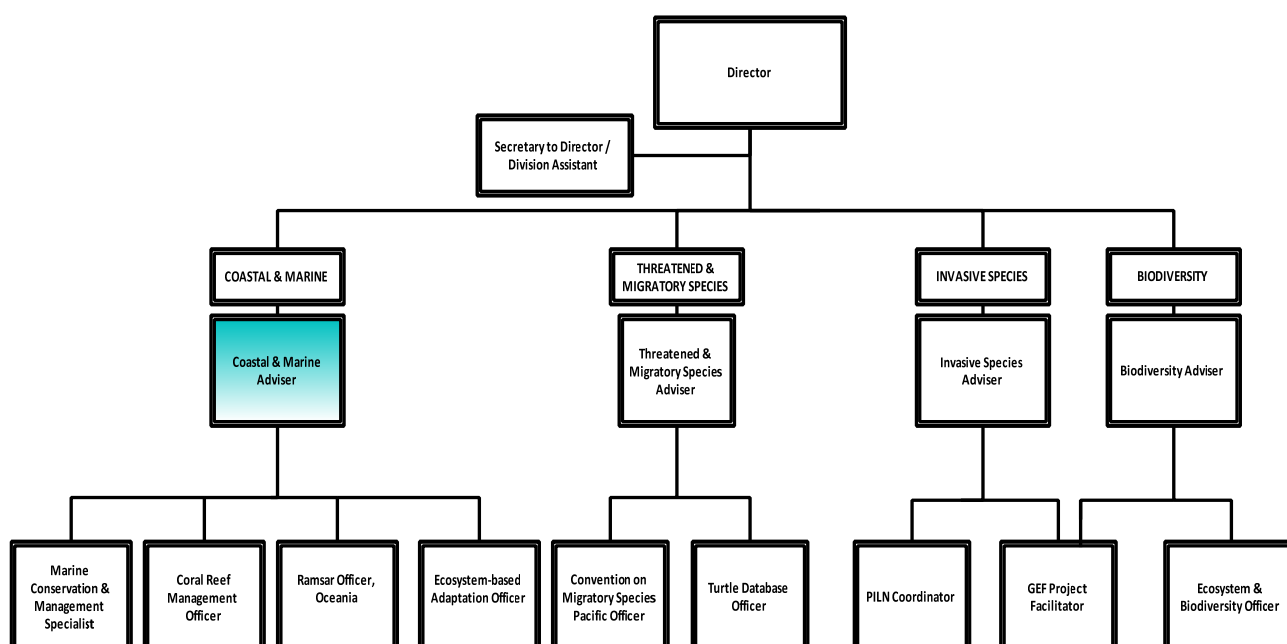 Director
Secretary to Director /
Division Assistant
COASTAL & MARINE
THREATENED &
MIGRATORY SPECIES
INVASIVE SPECIES
BIODIVERSITY
Coastal & Marine
Adviser
Threatened &
Migratory Species
Adviser
Invasive Species
Adviser
Biodiversity Adviser
Marine
Conservation &
Management
Specialist
Coral Reef
Management
Officer
Ramsar Officer,
Oceania
Ecosystem-based
Adaptation Officer
Convention on
Migratory Species
Pacific Officer
Turtle Database
Officer
PILN Coordinator
GEF Project
Facilitator
Ecosystem &
Biodiversity Officer